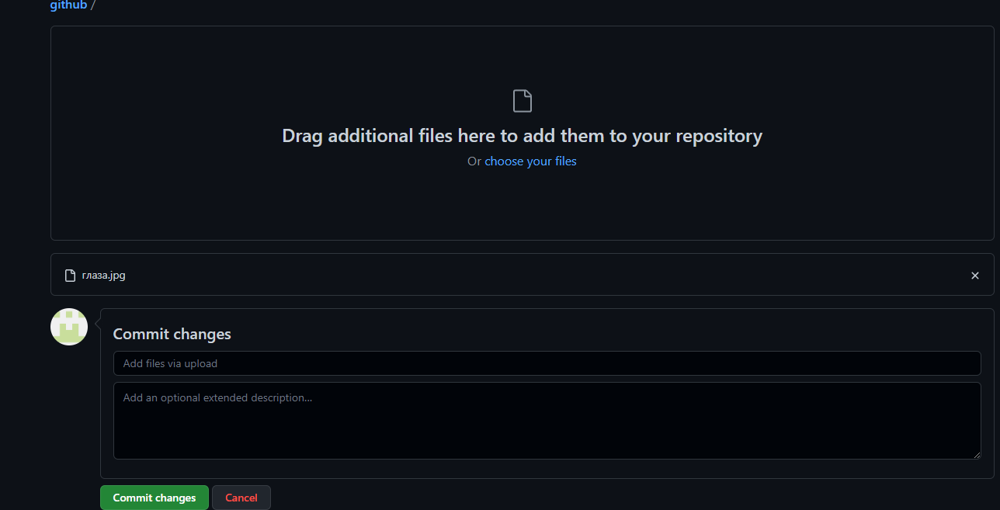 github /
Drag additional files here to add them to your repository
Or choose your files
глаза.jpg
Commit changes
Add files via upload
Add an optional extended description...
Commit changes
Cancel